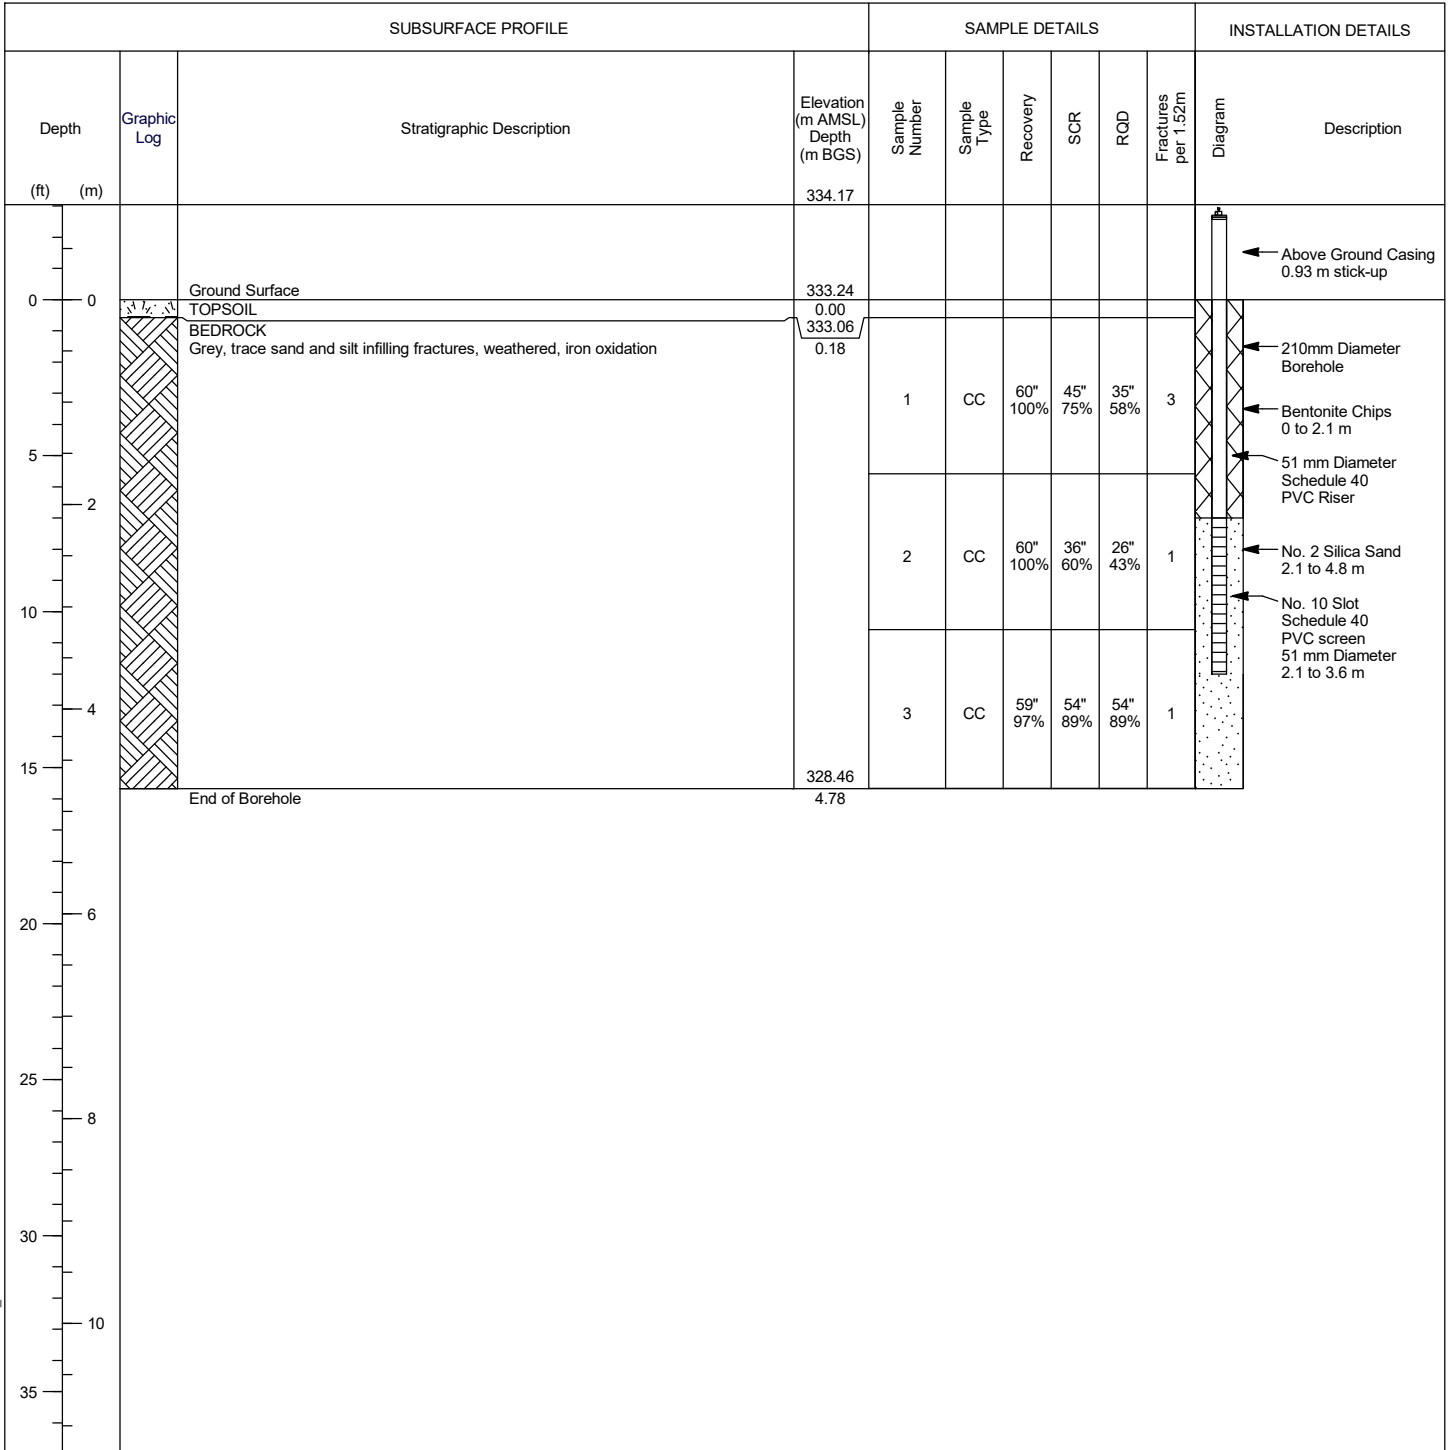 SUBSURFACE PROFILE
SAMPLE DETAILS
INSTALLATION DETAILS
Depth
(ft) (m)
Graphic
Log
Stratigraphic Description
Elevation
(m AMSL)
Depth
(m BGS)
334.17
Sample
Number
Sample
Type
Recovery
SCR
RQD
Fractures
per 1.52m
Diagram
Description
Above Ground Casing
0.93 m stick-up
Ground Surface 333.24
0 0
TOPSOIL 0.00
BEDROCK 333.06
Grey, trace sand and silt infilling fractures, weathered, iron oxidation 0.18
210mm Diameter
Borehole
1 CC 60" 45" 35" 3
100% 75% 58%
Bentonite Chips
0 to 2.1 m
5
51 mm Diameter
Schedule 40
PVC Riser
2
2 CC 60" 36" 26" 1
100% 60% 43%
No. 2 Silica Sand
2.1 to 4.8 m
10
No. 10 Slot
Schedule 40
PVC screen
51 mm Diameter
2.1 to 3.6 m
4
3 CC 59" 54" 54" 1
97% 89% 89%
15
328.46
End of Borehole 4.78
6
20
25
8
30
10
35